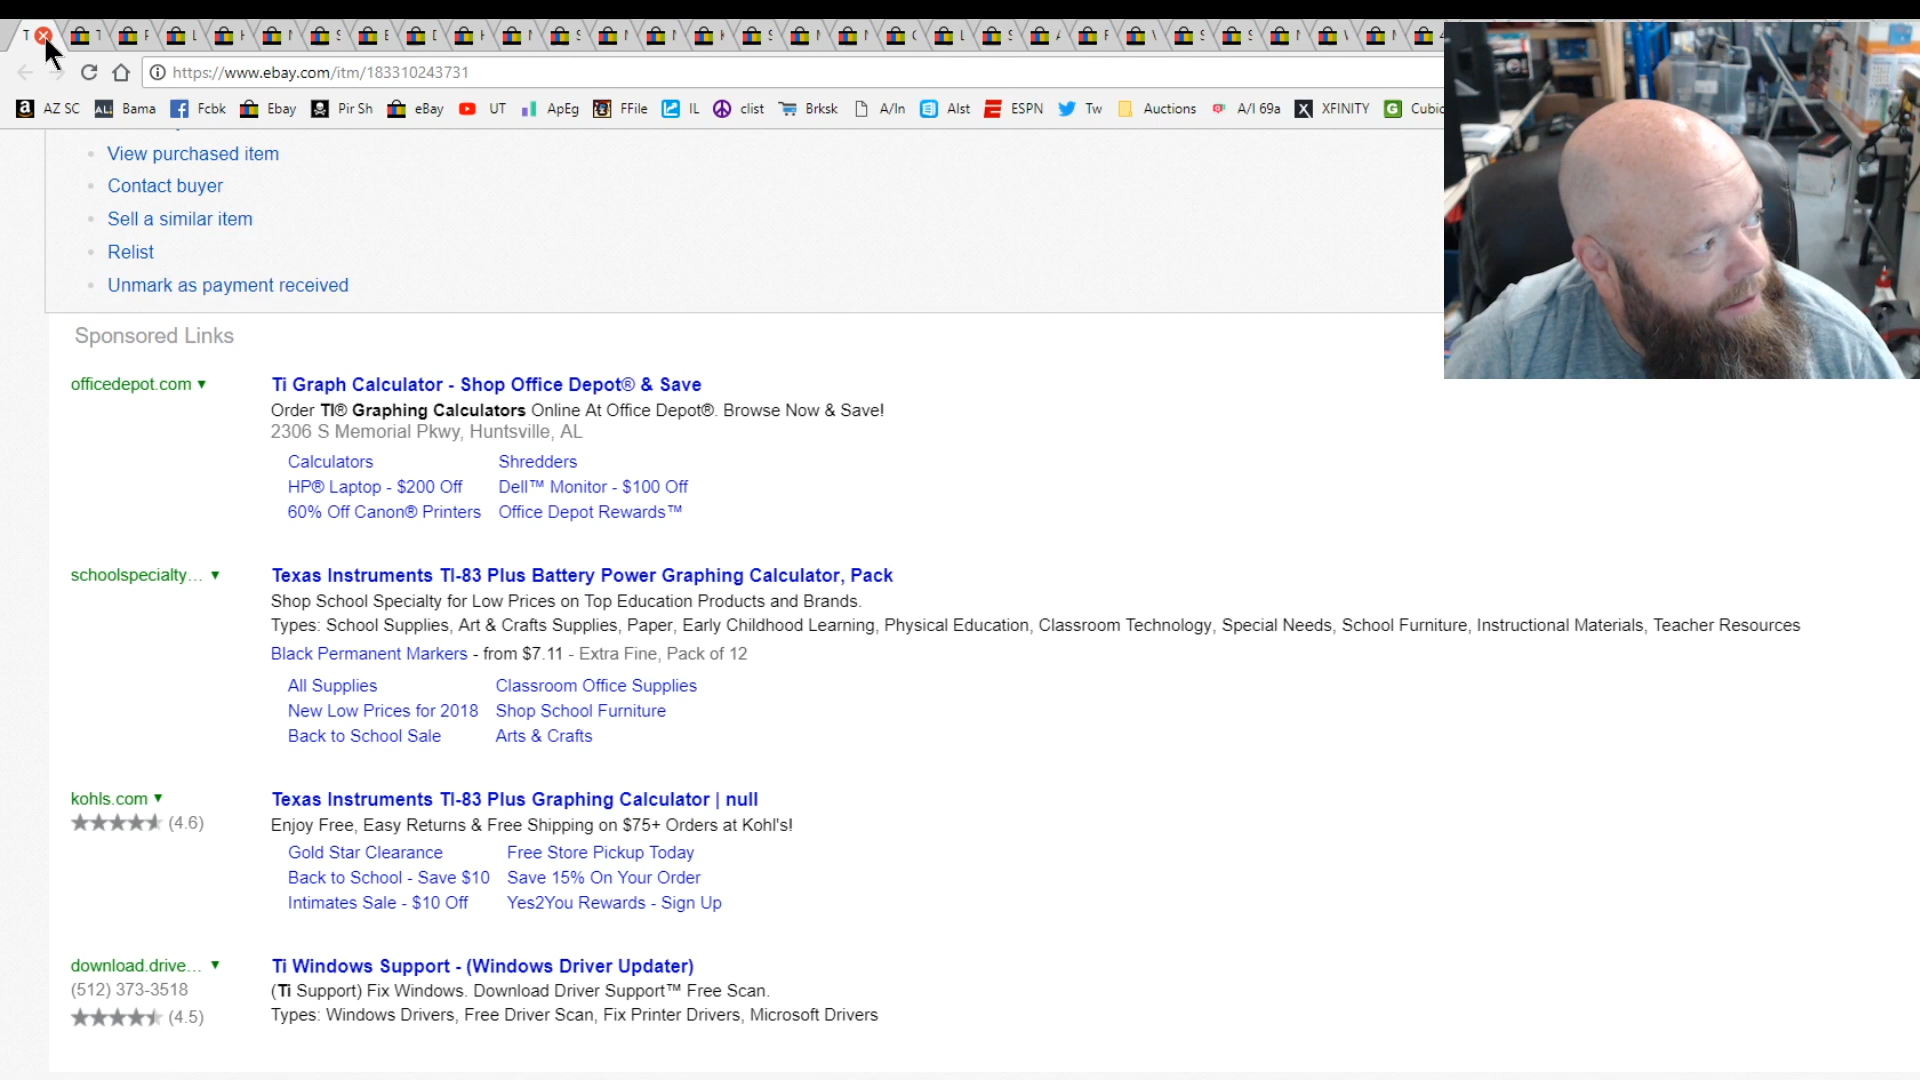 https://www.ebay.com/itm/183310243731
AZ SC Bama Fcbk Ebay Pir Sh eBay UT ApEg FFile IL clist Brksk A/In Alst ESPN Tw Auctions A/I 69a XFINITY Cubic
View purchased item
Contact buyer
Sell a similar item
Relist
Unmark as payment received
Sponsored Links
officedepot.com ▼
Ti Graph Calculator - Shop Office Depot® & Save
Order TI® Graphing Calculators Online At Office Depot®. Browse Now & Save!
2306 S Memorial Pkwy, Huntsville, AL
Calculators Shredders
HP® Laptop - $200 Off Dell™ Monitor - $100 Off
60% Off Canon® Printers Office Depot Rewards™
schoolspecialty... ▼
Texas Instruments TI-83 Plus Battery Power Graphing Calculator, Pack
Shop School Specialty for Low Prices on Top Education Products and Brands.
Types: School Supplies, Art & Crafts Supplies, Paper, Early Childhood Learning, Physical Education, Classroom Technology, Special Needs, School Furniture, Instructional Materials, Teacher Resources
Black Permanent Markers - from $7.11 - Extra Fine, Pack of 12
All Supplies Classroom Office Supplies
New Low Prices for 2018 Shop School Furniture
Back to School Sale Arts & Crafts
kohls.com ▼
Texas Instruments TI-83 Plus Graphing Calculator | null
(4.6)
Enjoy Free, Easy Returns & Free Shipping on $75+ Orders at Kohl's!
Gold Star Clearance Free Store Pickup Today
Back to School - Save $10 Save 15% On Your Order
Intimates Sale - $10 Off Yes2You Rewards - Sign Up
download.drive... ▼
Ti Windows Support - (Windows Driver Updater)
(512) 373-3518
(Ti Support) Fix Windows. Download Driver Support™ Free Scan.
(4.5)
Types: Windows Drivers, Free Driver Scan, Fix Printer Drivers, Microsoft Drivers